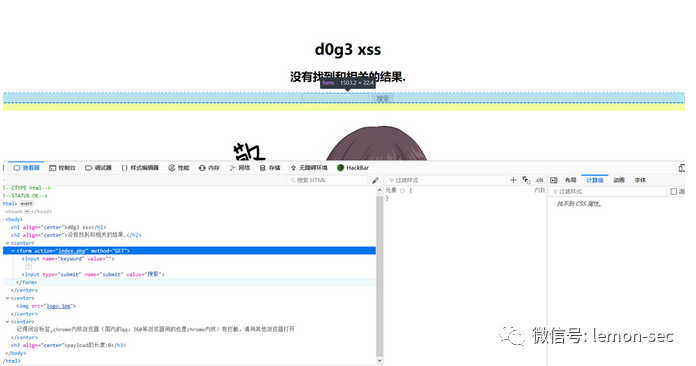 d0g3 xss
没有找到和相关的结果.
form 1503.2 × 22.4
搜索
敬
查看器 控制台 调试器 样式编辑器 性能 内存 网络 存储 无障碍环境 HackBar
搜索 HTML
过滤样式
.cls
布局 计算值 动画 字体
!--CTYPE html-->
!--STATUS OK-->
html> event
<head>
<body>
<h1 align="center">d0g3 xss</h1>
<h2 align="center">没有找到和相关的结果.</h2>
<center>
<form action="index.php" method="GET">
<input name="keyword" value="">
<input type="submit" name="submit" value="搜索">
</form>
</center>
<center>
<img src="logo.jpg">
</center>
<center>
记得闭合标签,chrome内核浏览器（国内的qq，360等浏览器用的也是chrome内核）有拦截，请用其他浏览器打开
</center>
<h3 align="center">payload的长度:0</h3>
</body>
/html>
元素 {
内联
}
过滤样式
找不到 CSS 属性。
微信号: lemon-sec